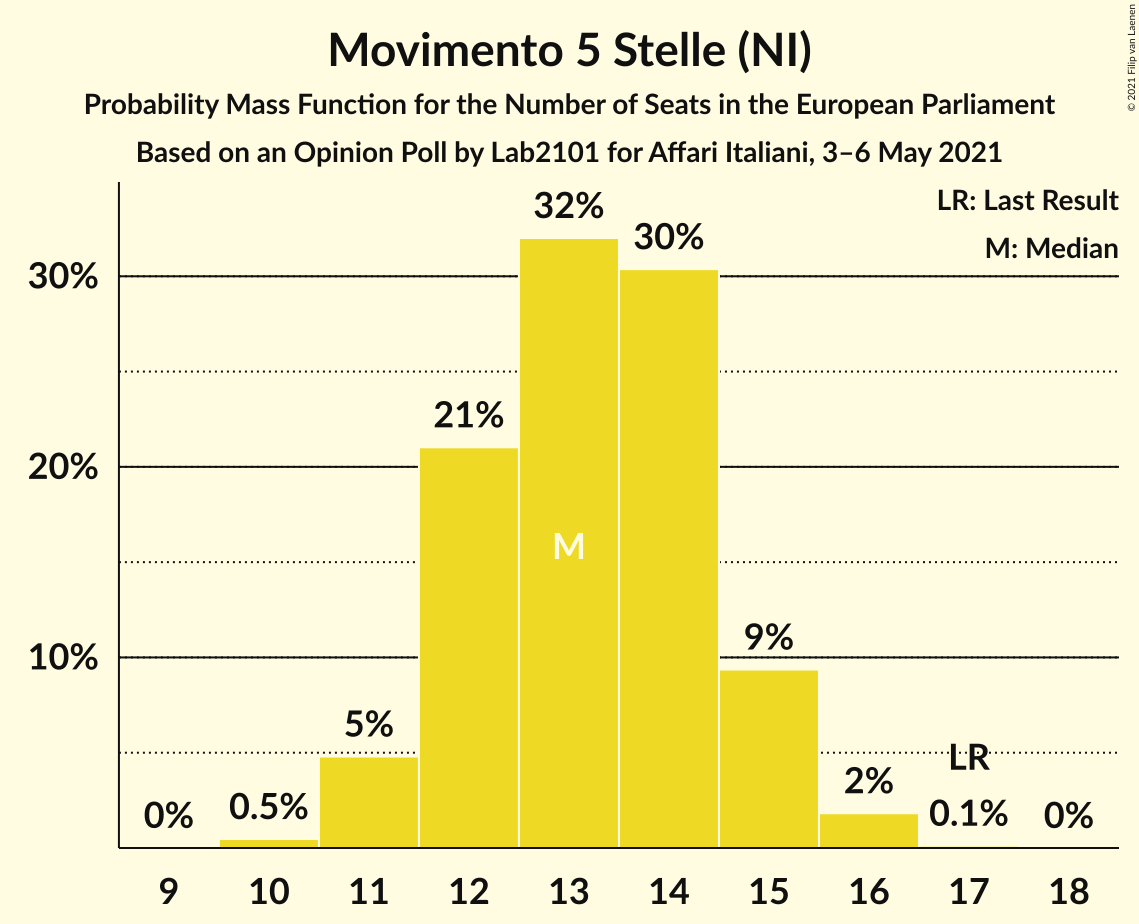 Movimento 5 Stelle (NI)
Probability Mass Function for the Number of Seats in the European Parliament
Based on an Opinion Poll by Lab2101 for Affari Italiani, 3–6 May 2021
© 2021 Filip van Laenen
LR: Last Result
M: Median
30%
20%
10%
0%
0.5%
5%
21%
32%
M
30%
9%
2%
LR
0.1%
0%
9 10 11 12 13 14 15 16 17 18